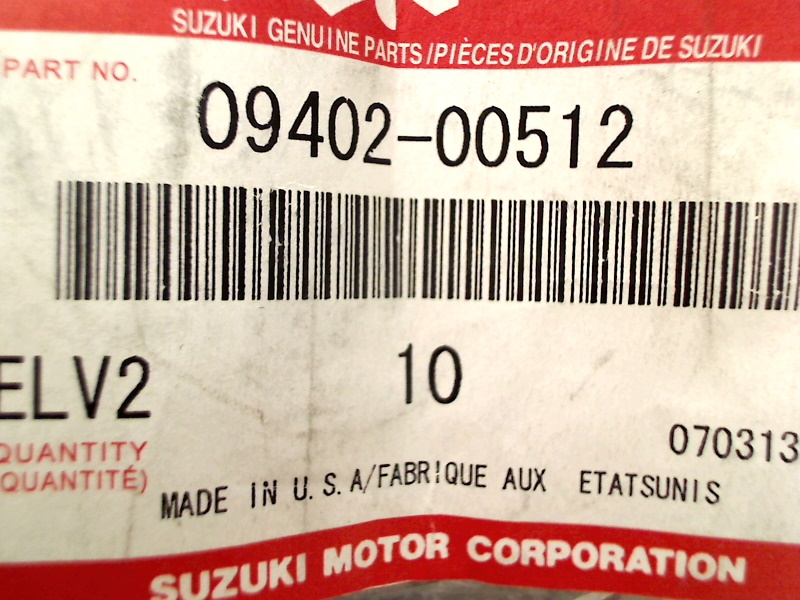 SUZUKI GENUINE PARTS/PIÈCES D'ORIGINE DE SUZUKI
PART NO.
09402-00512
ELV2 10
QUANTITY
(QUANTITÉ)
070313
MADE IN U.S.A/FABRIQUE AUX ETATSUNIS
SUZUKI MOTOR CORPORATION